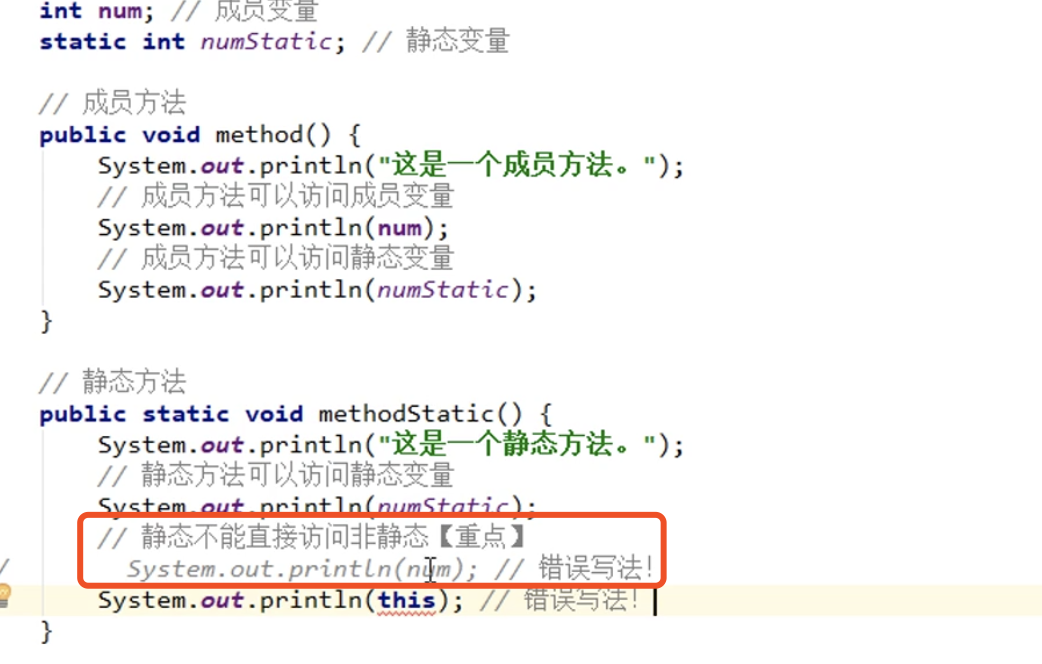 int num; // 成员变量
static int numStatic; // 静态变量
// 成员方法
public void method() {
System.out.println("这是一个成员方法。");
// 成员方法可以访问成员变量
System.out.println(num);
// 成员方法可以访问静态变量
System.out.println(numStatic);
}
// 静态方法
public static void methodStatic() {
System.out.println("这是一个静态方法。");
// 静态方法可以访问静态变量
System.out.println(numStatic);
// 静态不能直接访问非静态【重点】
System.out.println(num); // 错误写法!
System.out.println(this); // 错误写法!
}